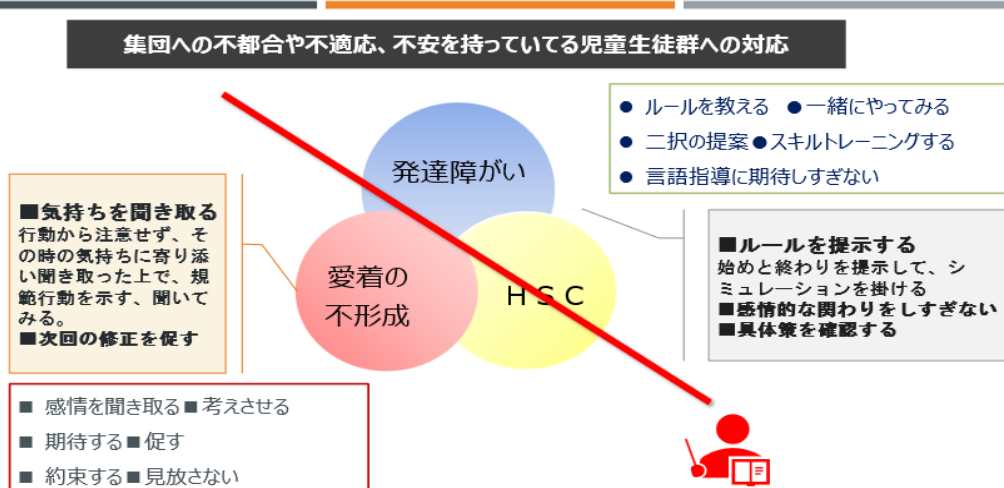 集団への不都合や不適応、不安を持っていてる児童生徒群への対応
● ルールを教える ●一緒にやってみる
● 二択の提案●スキルトレーニングする
● 言語指導に期待しすぎない
発達障がい
愛着の
不形成
ＨＳＣ
■気持ちを聞き取る
行動から注意せず、そ
の時の気持ちに寄り添
い聞き取った上で、規
範行動を示す、聞いて
みる。
■次回の修正を促す
■ルールを提示する
始めと終わりを提示して、シ
ミュレーションを掛ける
■感情的な関わりをしすぎない
■具体策を確認する
■ 感情を聞き取る■考えさせる
■ 期待する■促す
■ 約束する■見放さない